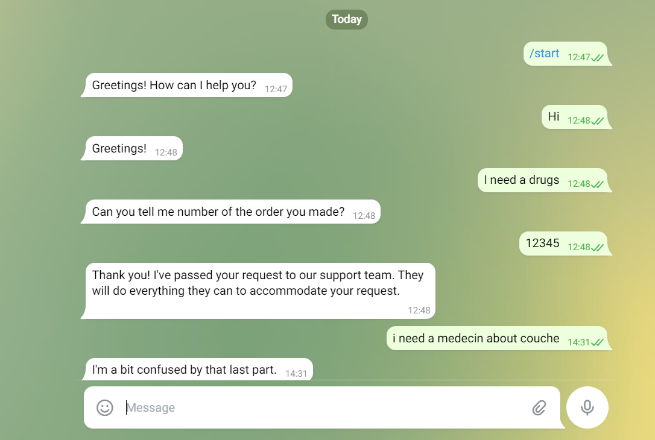 Today
/start 12:47
Greetings! How can I help you? 12:47
Hi 12:48
Greetings! 12:48
I need a drugs 12:48
Can you tell me number of the order you made? 12:48
12345 12:48
Thank you! I've passed your request to our support team. They
will do everything they can to accommodate your request.
12:48
i need a medecin about couche 14:31
I'm a bit confused by that last part. 14:31
Message